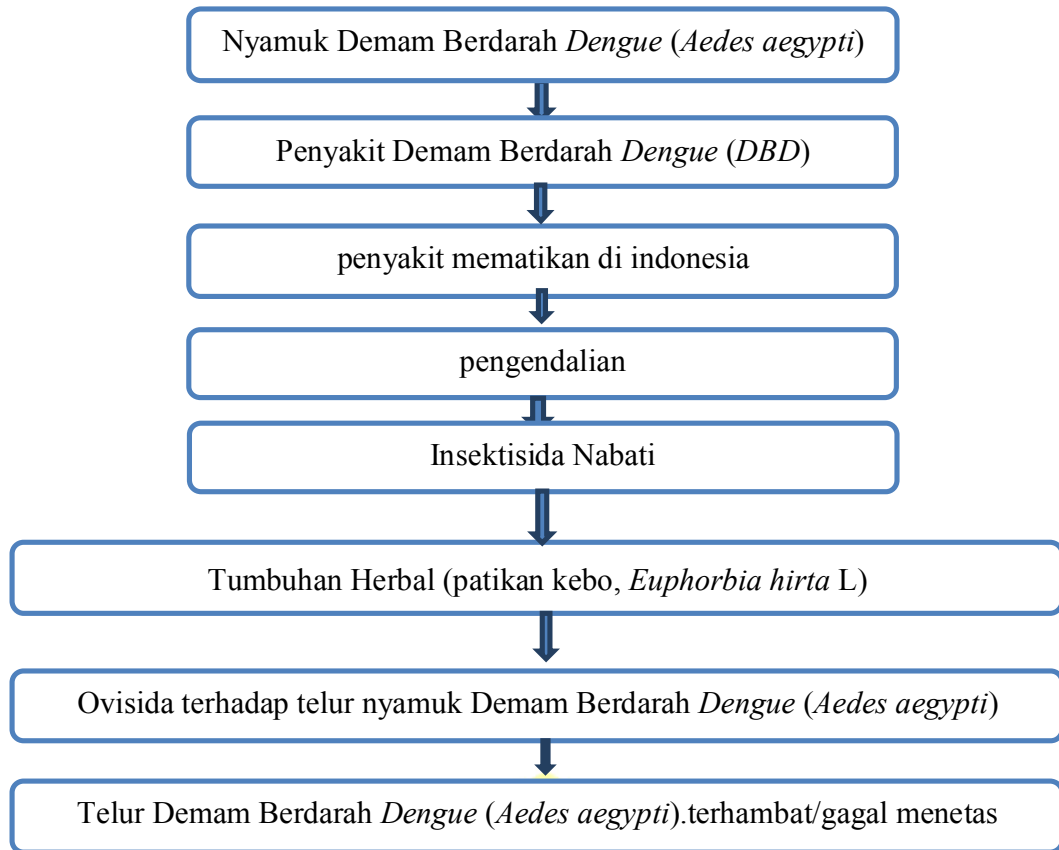 Nyamuk Demam Berdarah Dengue (Aedes aegypti)
Penyakit Demam Berdarah Dengue (DBD)
penyakit mematikan di indonesia
pengendalian
Insektisida Nabati
Tumbuhan Herbal (patikan kebo, Euphorbia hirta L)
Ovisida terhadap telur nyamuk Demam Berdarah Dengue (Aedes aegypti)
Telur Demam Berdarah Dengue (Aedes aegypti).terhambat/gagal menetas